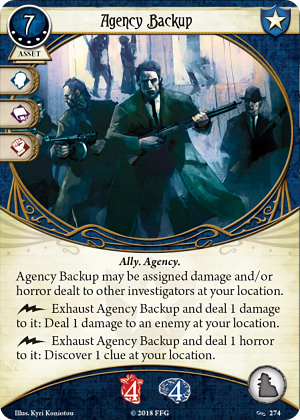 7
Agency Backup
ASSET
Ally. Agency.
Agency Backup may be assigned damage and/or
horror dealt to other investigators at your location.
Exhaust Agency Backup and deal 1 damage
to it: Deal 1 damage to an enemy at your location.
Exhaust Agency Backup and deal 1 horror
to it: Discover 1 clue at your location.
4 4
Illus. Kyri Koniotou © 2018 FFG 274